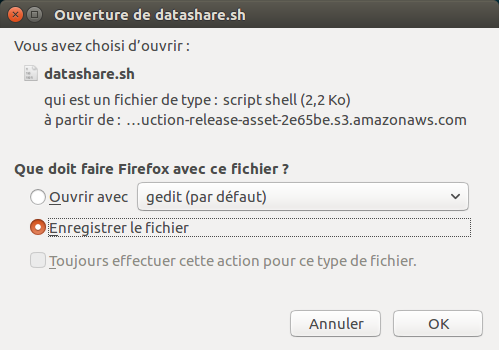 Ouverture de datashare.sh
Vous avez choisi d'ouvrir :
datashare.sh
qui est un fichier de type : script shell (2,2 Ko)
à partir de : …uction-release-asset-2e65be.s3.amazonaws.com
Que doit faire Firefox avec ce fichier ?
Ouvrir avec gedit (par défaut)
Enregistrer le fichier
Toujours effectuer cette action pour ce type de fichier.
Annuler OK